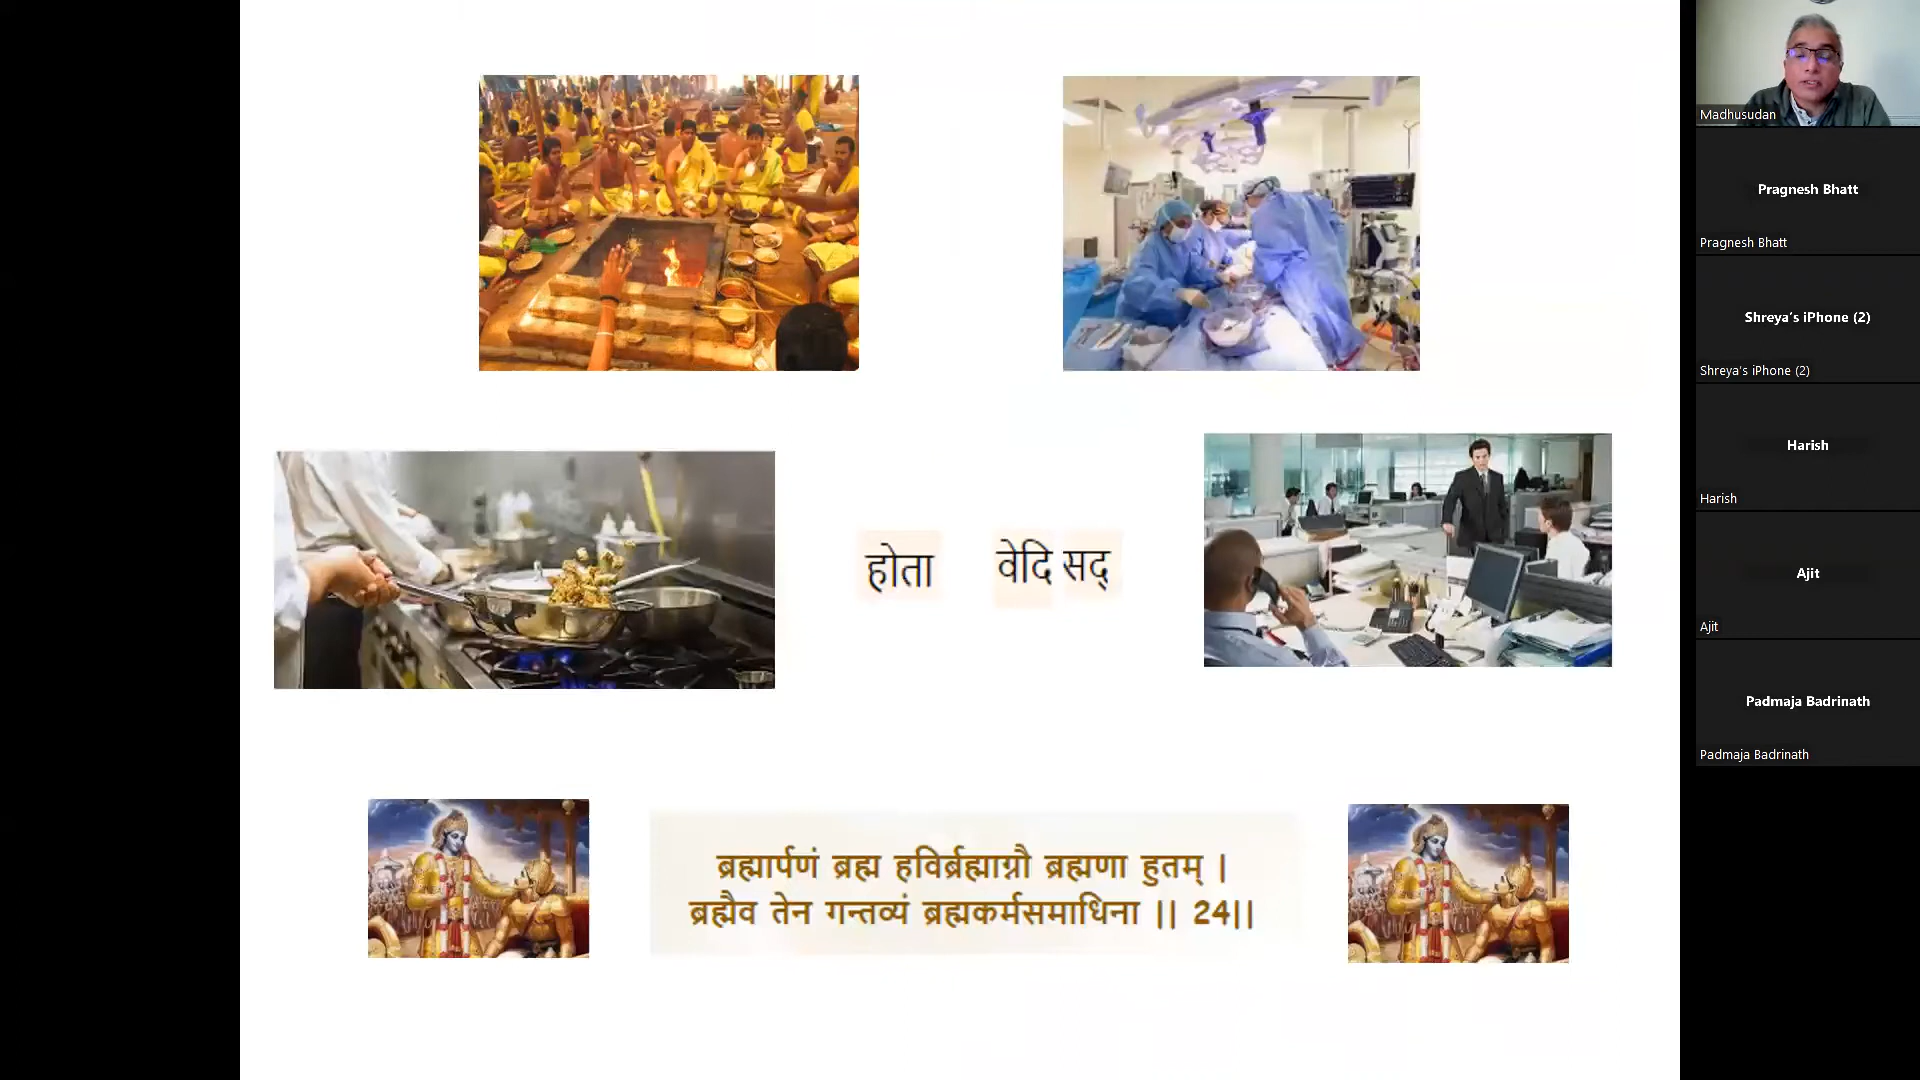 होता वेदि सद्
ब्रह्मार्पणं ब्रह्म हविर्ब्रह्माग्नौ ब्रह्मणा हुतम् |
ब्रह्मैव तेन गन्तव्यं ब्रह्मकर्मसमाधिना || 24||
Madhusudan
Pragnesh Bhatt
Pragnesh Bhatt
Shreya's iPhone (2)
Shreya's iPhone (2)
Harish
Harish
Ajit
Ajit
Padmaja Badrinath
Padmaja Badrinath